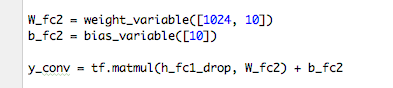 W_fc2 = weight_variable([1024, 10])
b_fc2 = bias_variable([10])
y_conv = tf.matmul(h_fc1_drop, W_fc2) + b_fc2